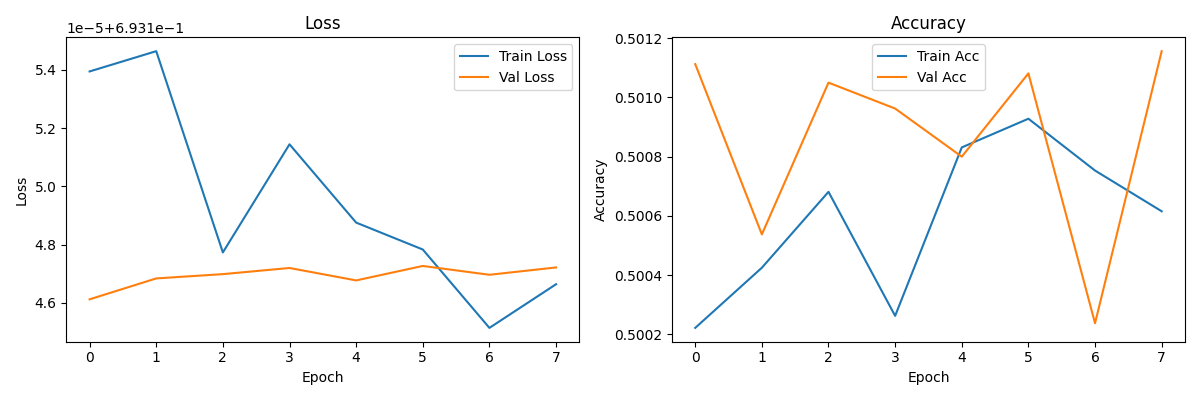 Loss
1e−5+6.931e−1
Train Loss
Val Loss
5.4
5.2
5.0
4.8
4.6
Loss
0 1 2 3 4 5 6 7
Epoch
Accuracy
Train Acc
Val Acc
0.5012
0.5010
0.5008
0.5006
0.5004
0.5002
Accuracy
0 1 2 3 4 5 6 7
Epoch